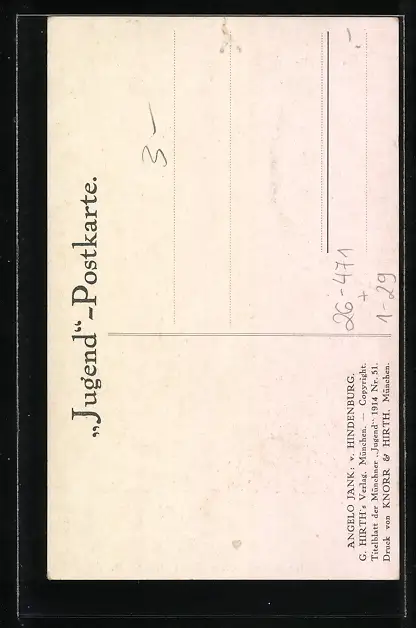 „Jugend“-Postkarte.
3 –
26-471
+
1-29
ANGELO JANK: v. HINDENBURG.
G. HIRTH's Verlag, München. — Copyright.
Titelblatt der Münchner „Jugend“ 1914 Nr. 51.
Druck von KNORR & HIRTH, München.